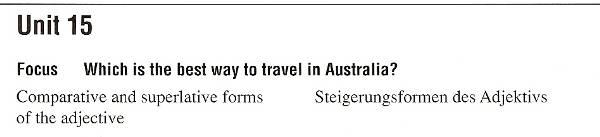 Unit 15
Focus Which is the best way to travel in Australia?
Comparative and superlative forms Steigerungsformen des Adjektivs
of the adjective